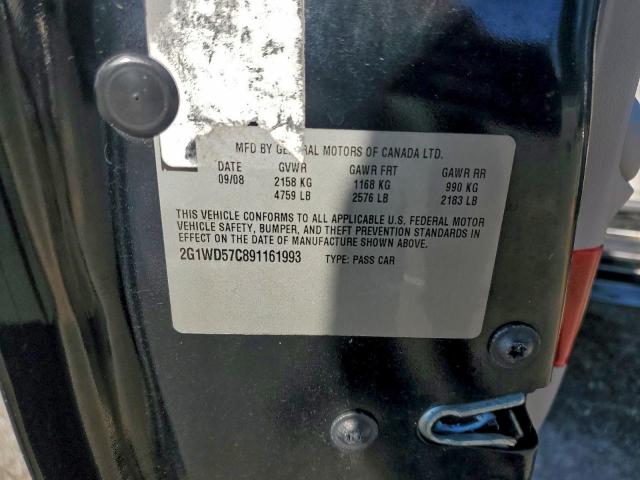 MFD BY GENERAL MOTORS OF CANADA LTD.
DATE GVWR GAWR FRT GAWR RR
09/08 2158 KG 1168 KG 990 KG
4759 LB 2576 LB 2183 LB
THIS VEHICLE CONFORMS TO ALL APPLICABLE U.S. FEDERAL MOTOR
VEHICLE SAFETY, BUMPER, AND THEFT PREVENTION STANDARDS IN
EFFECT ON THE DATE OF MANUFACTURE SHOWN ABOVE.
2G1WD57C891161993 TYPE: PASS CAR